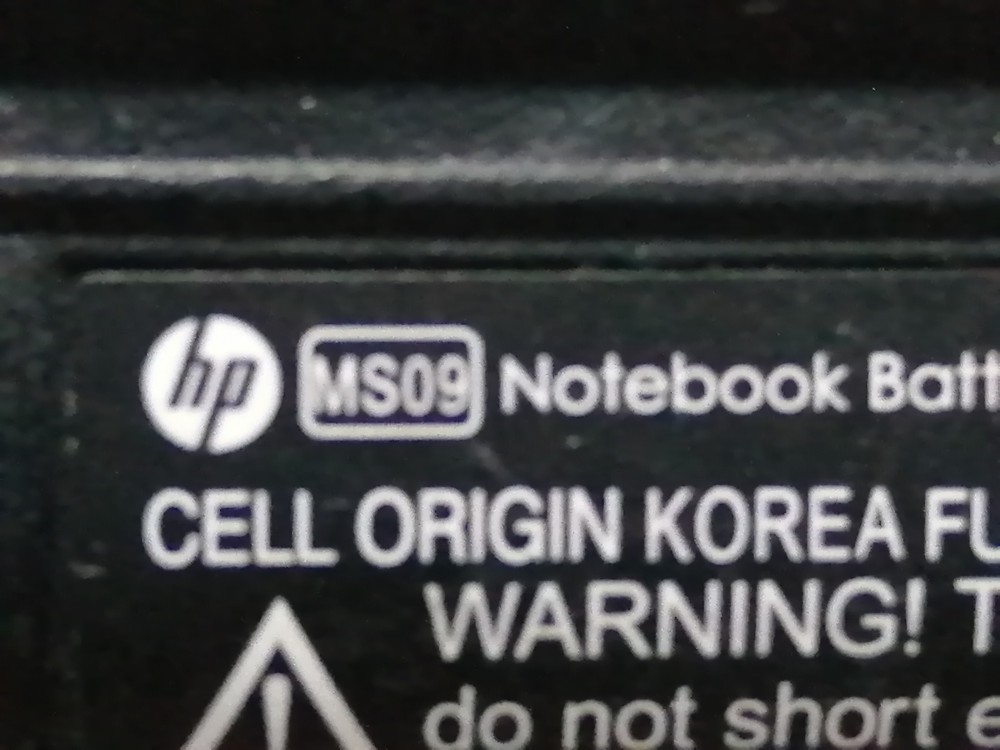 hp MS09 Notebook Batt
CELL ORIGIN KOREA FU
WARNING! T
do not short e